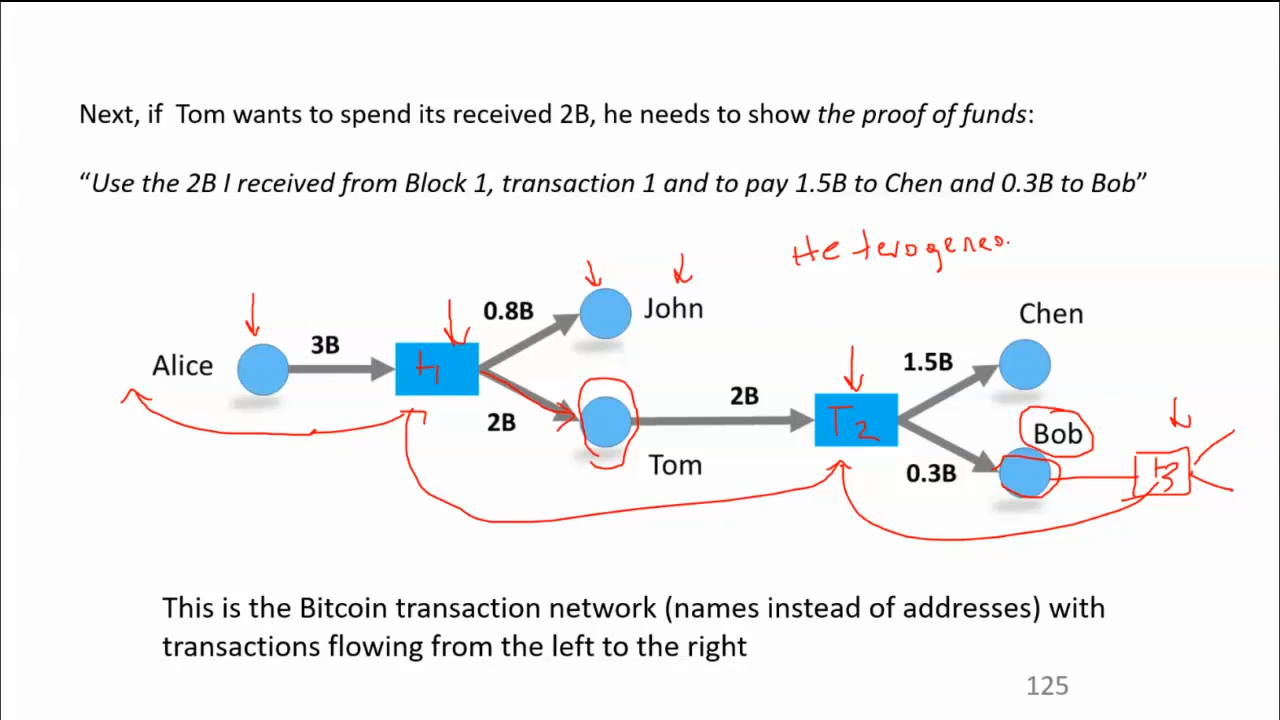 Next, if Tom wants to spend its received 2B, he needs to show the proof of funds:
“Use the 2B I received from Block 1, transaction 1 and to pay 1.5B to Chen and 0.3B to Bob”
Heterogeneo.
Alice
3B
t1
0.8B
John
2B
Tom
2B
T2
1.5B
Chen
0.3B
Bob
t3
This is the Bitcoin transaction network (names instead of addresses) with
transactions flowing from the left to the right
125